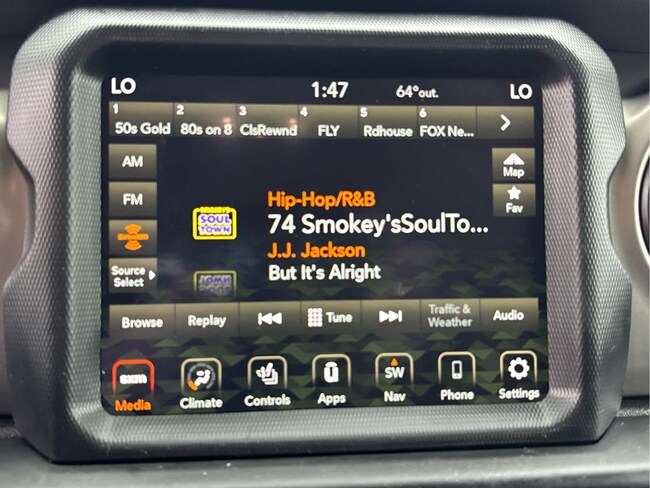 LO 1:47 64°out. LO
1 2 3 4 5 6
50s Gold 80s on 8 ClsRewnd FLY Rdhouse FOX Ne...
AM
Map
FM
Fav
Hip-Hop/R&B
SOUL
TOWN
74 Smokey'sSoulTo...
J.J. Jackson
But It's Alright
Source
Select
Browse Replay Tune Traffic &
Weather Audio
sxm SW
Media Climate Controls Apps Nav Phone Settings